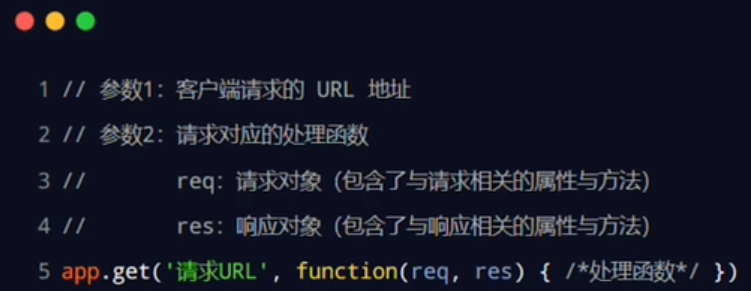 1 // 参数1：客户端请求的 URL 地址
2 // 参数2：请求对应的处理函数
3 //       req：请求对象（包含了与请求相关的属性与方法）
4 //       res：响应对象（包含了与响应相关的属性与方法）
5 app.get('请求URL', function(req, res) { /*处理函数*/ })